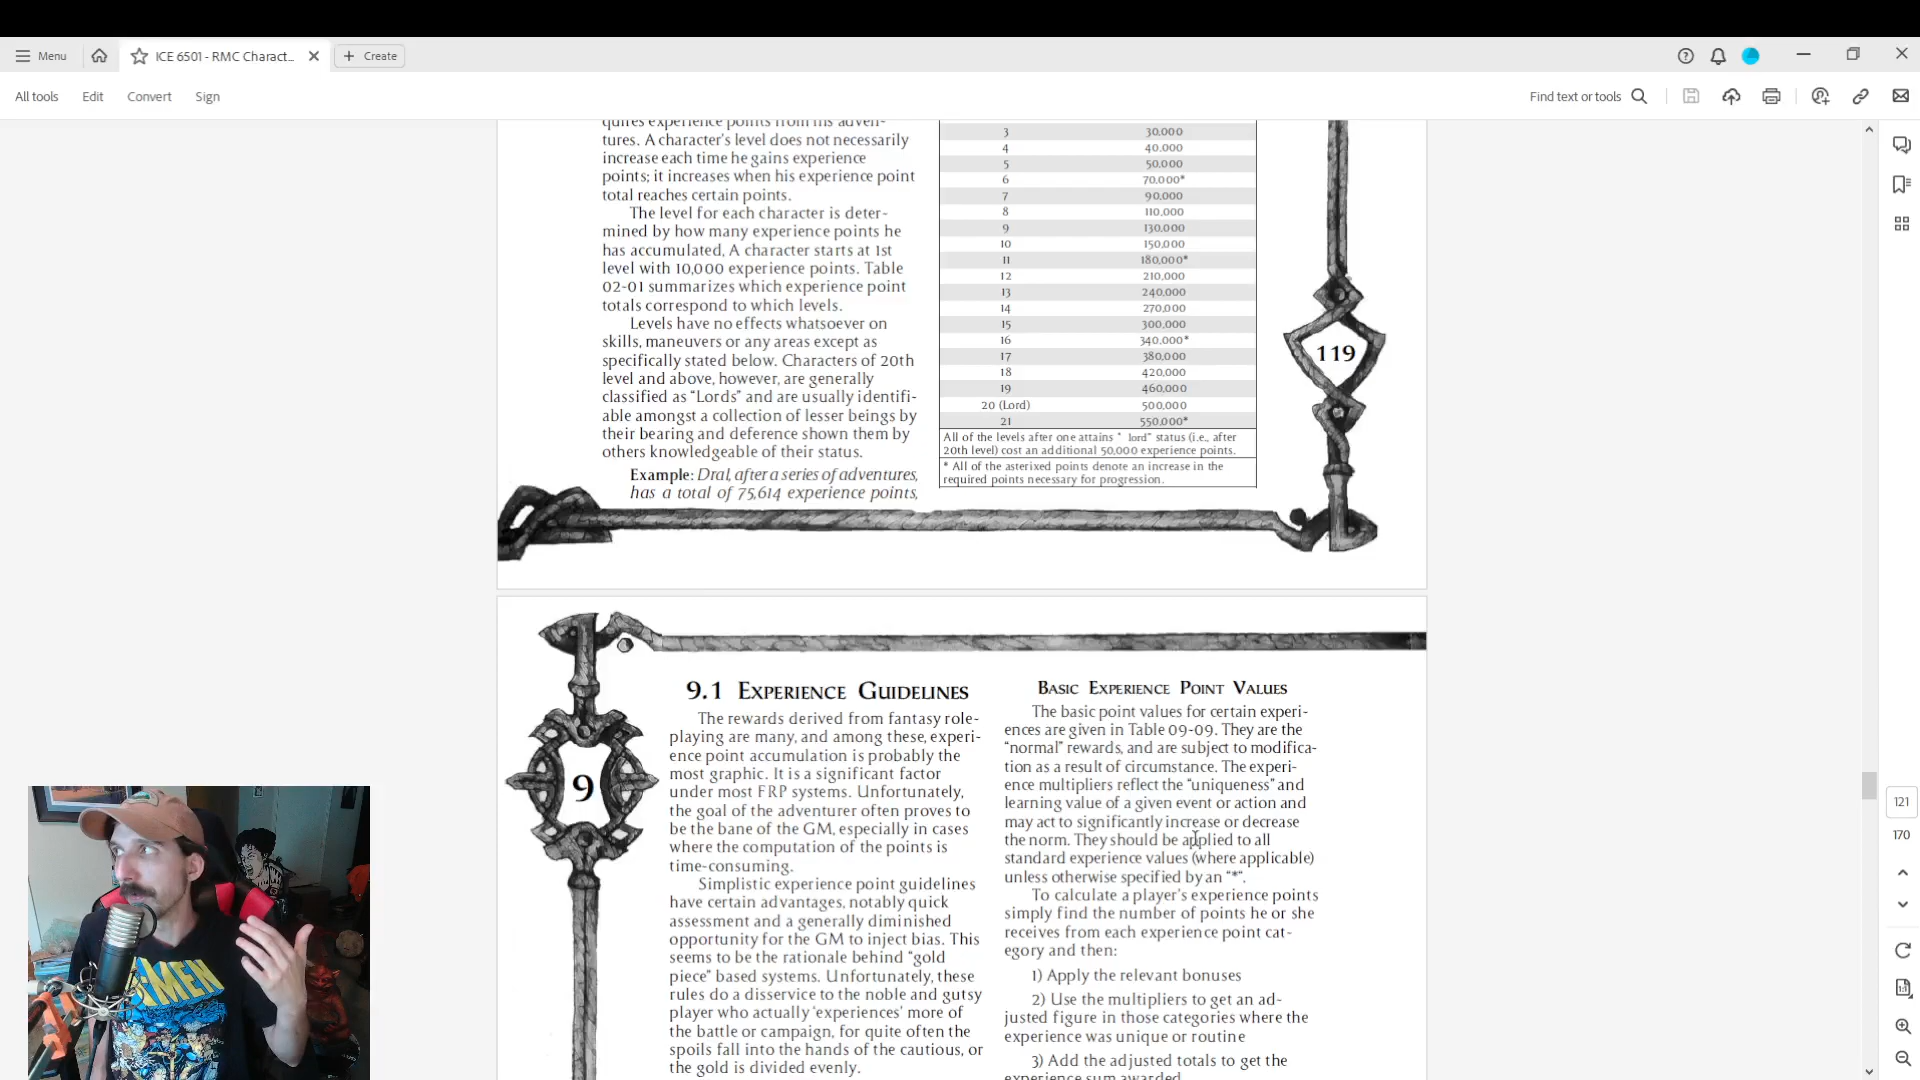 Menu
ICE 6501 - RMC Charact...
Create
All tools
Edit
Convert
Sign
Find text or tools
quires experience points from his adven-
tures. A character's level does not necessarily
increase each time he gains experience
points; it increases when his experience point
total reaches certain points.
The level for each character is deter-
mined by how many experience points he
has accumulated, A character starts at 1st
level with 10,000 experience points. Table
02-01 summarizes which experience point
totals correspond to which levels.
Levels have no effects whatsoever on
skills, maneuvers or any areas except as
specifically stated below. Characters of 20th
level and above, however, are generally
classified as "Lords" and are usually identifi-
able amongst a collection of lesser beings by
their bearing and deference shown them by
others knowledgeable of their status.
Example: Dral, after a series of adventures,
has a total of 75,614 experience points,
3 30,000
4 40,000
5 50,000
6 70,000*
7 90,000
8 110,000
9 130,000
10 150,000
11 180,000*
12 210,000
13 240,000
14 270,000
15 300,000
16 340,000*
17 380,000
18 420,000
19 460,000
20 (Lord) 500,000
21 550,000*
All of the levels after one attains " lord" status (i.e., after
20th level) cost an additional 50,000 experience points.
* All of the asterixed points denote an increase in the
required points necessary for progression.
119
9
9.1 Experience Guidelines
The rewards derived from fantasy role-
playing are many, and among these, experi-
ence point accumulation is probably the
most graphic. It is a significant factor
under most FRP systems. Unfortunately,
the goal of the adventurer often proves to
be the bane of the GM, especially in cases
where the computation of the points is
time-consuming.
Simplistic experience point guidelines
have certain advantages, notably quick
assessment and a generally diminished
opportunity for the GM to inject bias. This
seems to be the rationale behind "gold
piece" based systems. Unfortunately, these
rules do a disservice to the noble and gutsy
player who actually 'experiences' more of
the battle or campaign, for quite often the
spoils fall into the hands of the cautious, or
the gold is divided evenly.
Basic Experience Point Values
The basic point values for certain experi-
ences are given in Table 09-09. They are the
"normal" rewards, and are subject to modifica-
tion as a result of circumstance. The experi-
ence multipliers reflect the "uniqueness" and
learning value of a given event or action and
may act to significantly increase or decrease
the norm. They should be applied to all
standard experience values (where applicable)
unless otherwise specified by an "*".
To calculate a player's experience points
simply find the number of points he or she
receives from each experience point cat-
egory and then:
1) Apply the relevant bonuses
2) Use the multipliers to get an ad-
justed figure in those categories where the
experience was unique or routine
3) Add the adjusted totals to get the
experience sum awarded
121
170